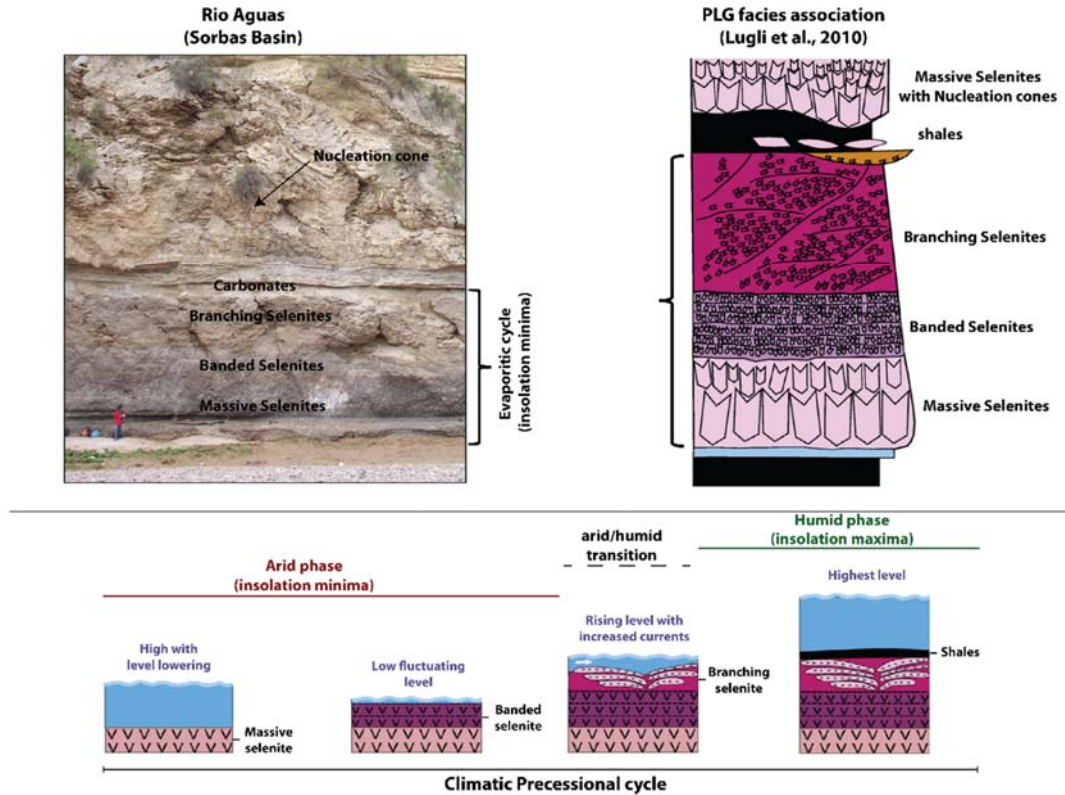 Rio Aguas
(Sorbas Basin)
Nucleation cone
Carbonates
Branching Selenites
Banded Selenites
Massive Selenites
Evaporitic cycle
(insolation minima)
PLG facies association
(Lugli et al., 2010)
Massive Selenites
with Nucleation cones
shales
Branching Selenites
Banded Selenites
Massive Selenites
Arid phase
(insolation minima)
arid/humid
transition
Humid phase
(insolation maxima)
High with
level lowering
Massive
selenite
Low fluctuating
level
Banded
selenite
Rising level with
increased currents
Branching
selenite
Highest level
Shales
Climatic Precessional cycle